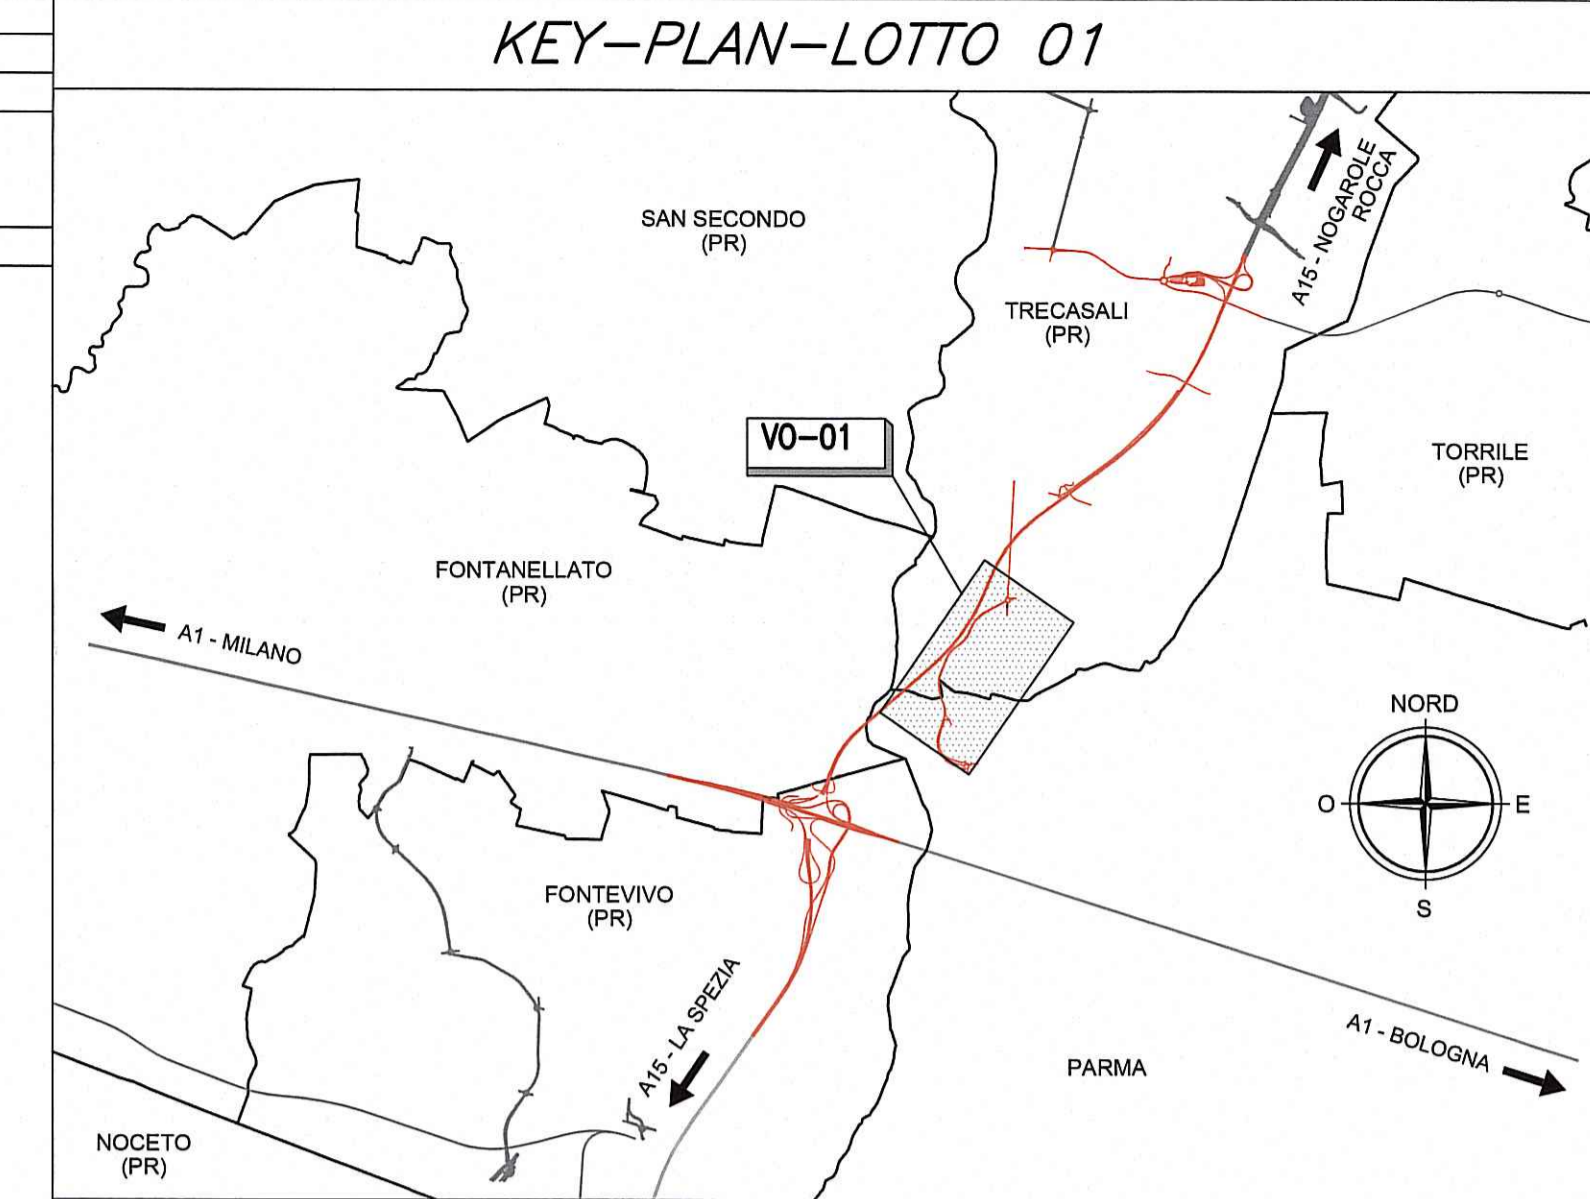 KEY-PLAN-LOTTO 01
A15 - NOGAROLE
ROCCA
SAN SECONDO
(PR)
TRECASALI
(PR)
VO-01
TORRILE
(PR)
FONTANELLATO
(PR)
A1 - MILANO
NORD
O
E
S
FONTEVIVO
(PR)
A15 - LA SPEZIA
A1 - BOLOGNA
PARMA
NOCETO
(PR)